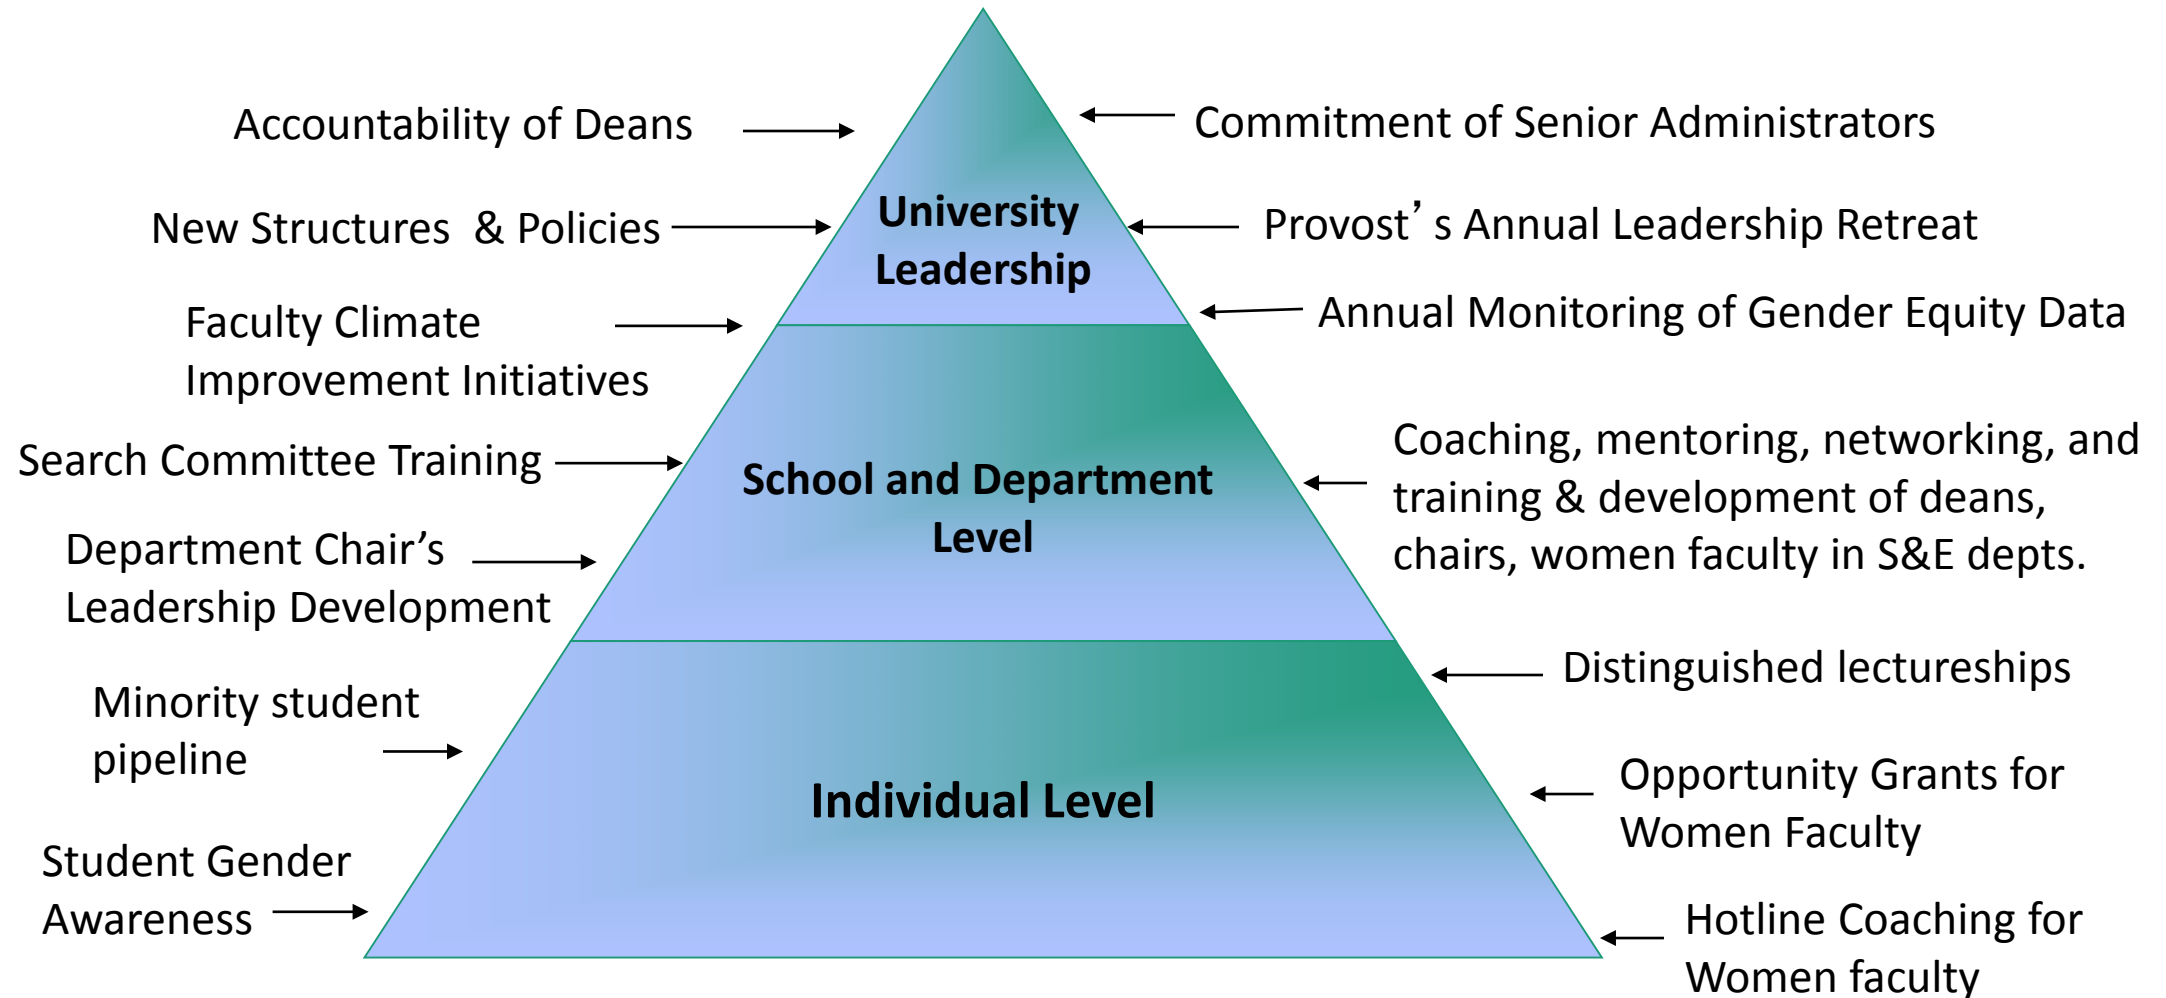 Accountability of Deans
New Structures & Policies
Faculty Climate
Improvement Initiatives
Search Committee Training
Department Chair’s
Leadership Development
Minority student
pipeline
Student Gender
Awareness
University
Leadership
School and Department
Level
Individual Level
Commitment of Senior Administrators
Provost’s Annual Leadership Retreat
Annual Monitoring of Gender Equity Data
Coaching, mentoring, networking, and
training & development of deans,
chairs, women faculty in S&E depts.
Distinguished lectureships
Opportunity Grants for
Women Faculty
Hotline Coaching for
Women faculty